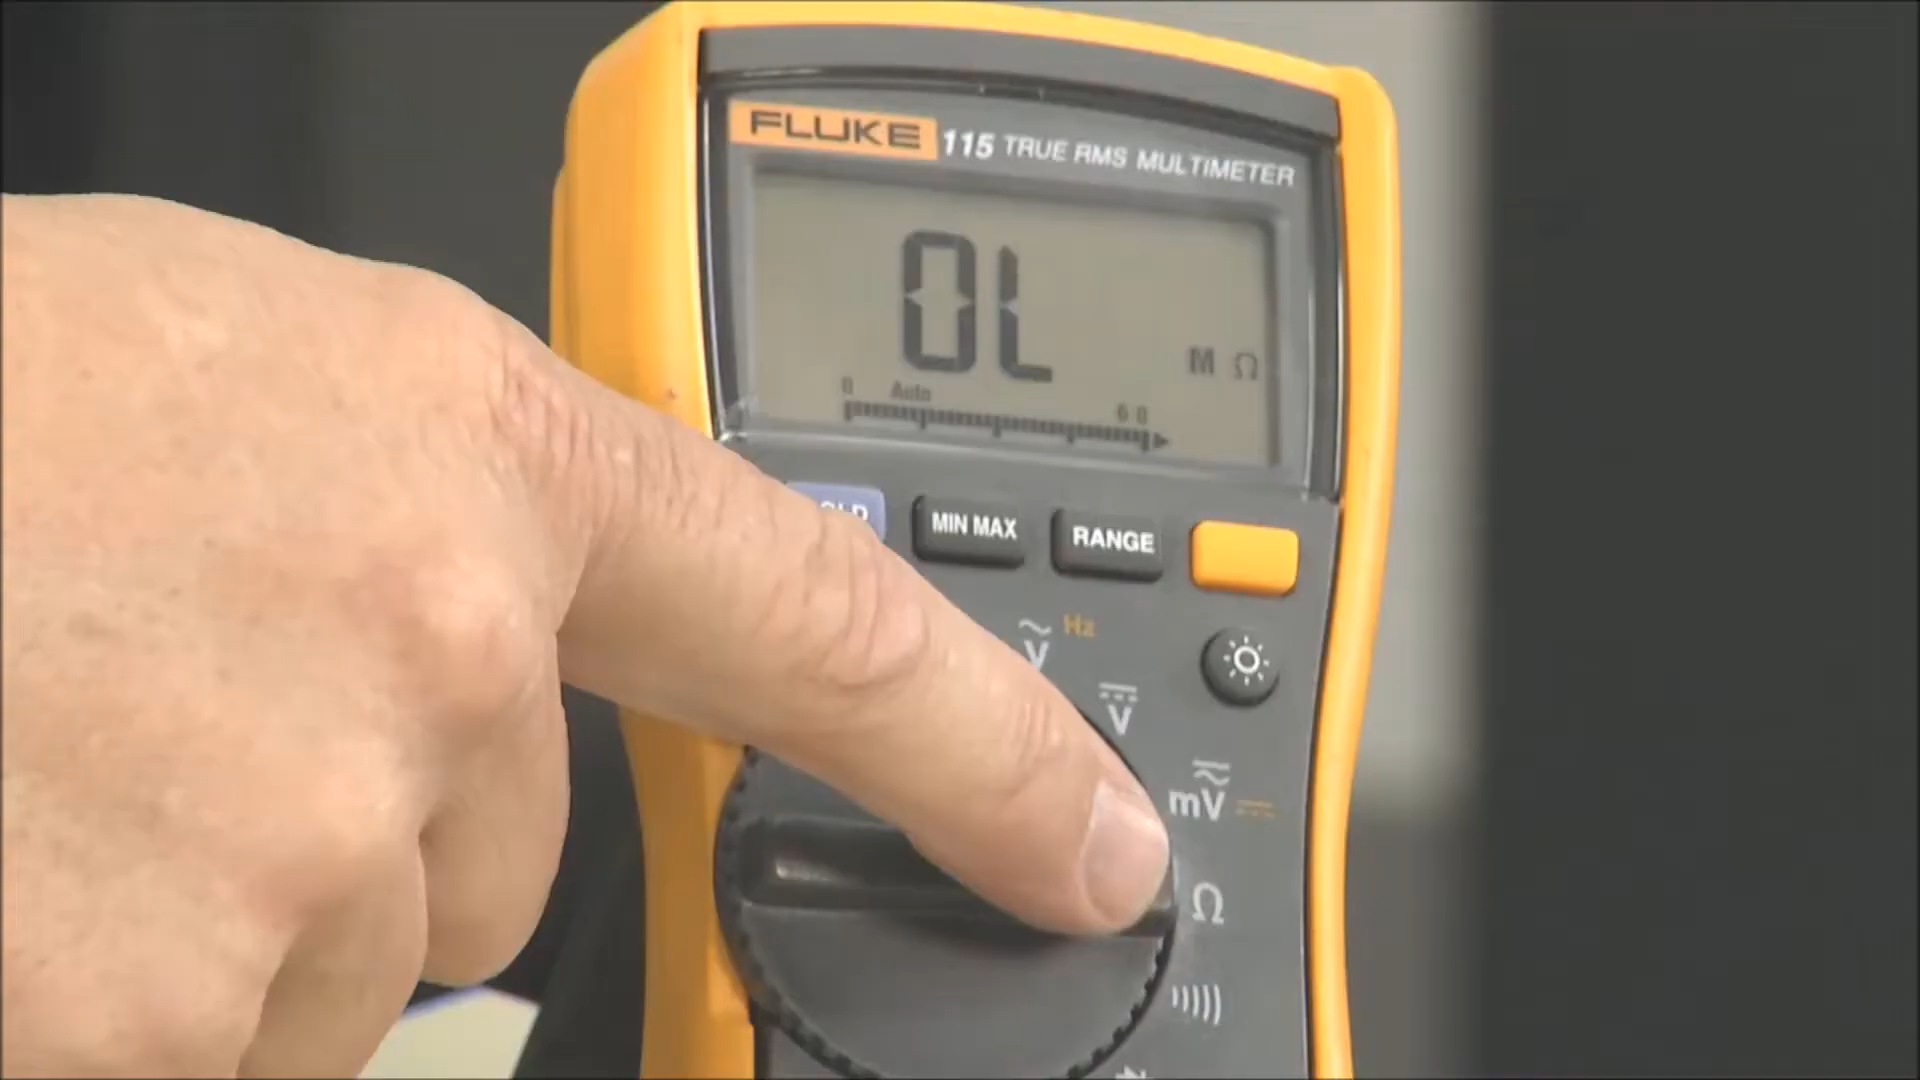 FLUKE 115 TRUE RMS MULTIMETER
OL
M Ω
0 Auto 60
MIN MAX RANGE
V Hz
V
mV
Ω